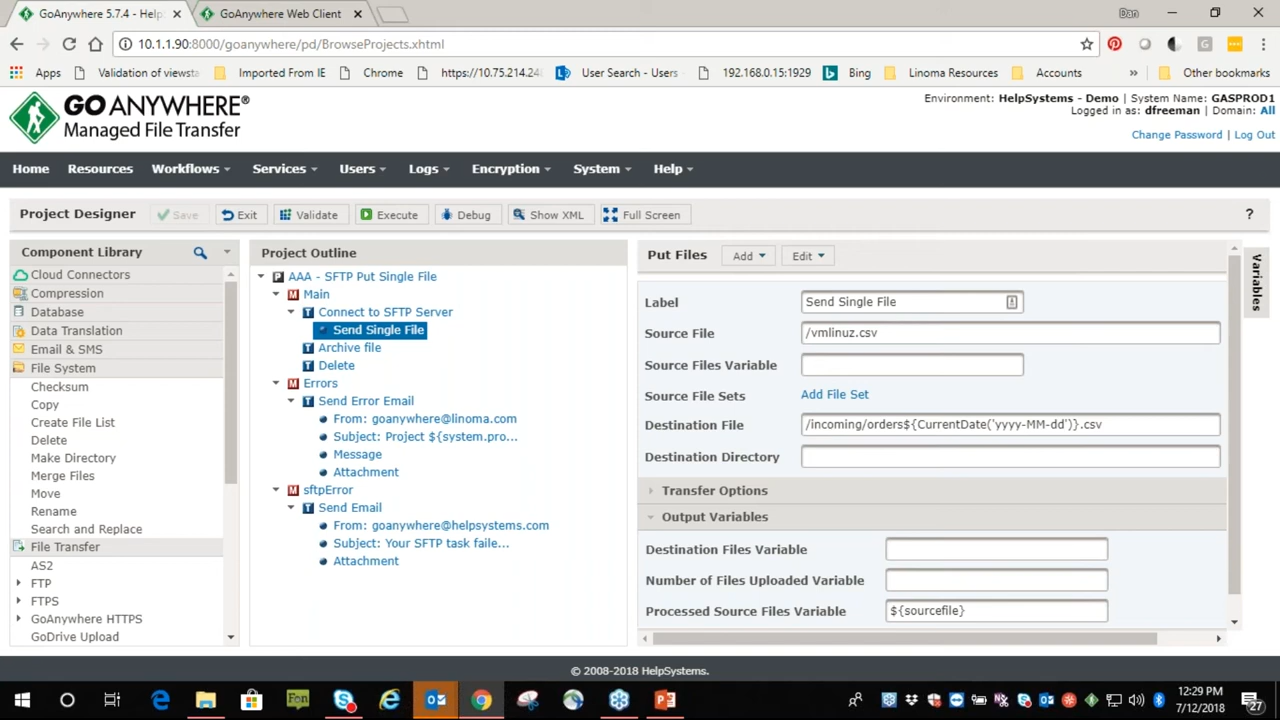 GoAnywhere 5.7.4 - Help
GoAnywhere Web Client
Dan
10.1.1.90:8000/goanywhere/pd/BrowseProjects.xhtml
Apps
Validation of viewsta
Imported From IE
Chrome
https://10.75.214.24
User Search - Users
192.168.0.15:1929
Bing
Linoma Resources
Accounts
»
Other bookmarks
GO ANYWHERE®
Managed File Transfer
Environment: HelpSystems - Demo | System Name: GASPROD1
Logged in as: dfreeman | Domain: All
Change Password | Log Out
Home
Resources
Workflows
Services
Users
Logs
Encryption
System
Help
Project Designer
Save
Exit
Validate
Execute
Debug
Show XML
Full Screen
?
Component Library
Cloud Connectors
Compression
Database
Data Translation
Email & SMS
File System
Checksum
Copy
Create File List
Delete
Make Directory
Merge Files
Move
Rename
Search and Replace
File Transfer
AS2
FTP
FTPS
GoAnywhere HTTPS
GoDrive Upload
Project Outline
P AAA - SFTP Put Single File
M Main
T Connect to SFTP Server
Send Single File
T Archive file
T Delete
M Errors
T Send Error Email
From: goanywhere@linoma.com
Subject: Project ${system.pro...
Message
Attachment
M sftpError
T Send Email
From: goanywhere@helpsystems.com
Subject: Your SFTP task faile...
Attachment
Put Files
Add
Edit
Label
Send Single File
Source File
/vmlinuz.csv
Source Files Variable
Source File Sets
Add File Set
Destination File
/incoming/orders${CurrentDate('yyyy-MM-dd')}.csv
Destination Directory
Transfer Options
Output Variables
Destination Files Variable
Number of Files Uploaded Variable
Processed Source Files Variable
${sourcefile}
Variables
© 2008-2018 HelpSystems.
12:29 PM
7/12/2018
27